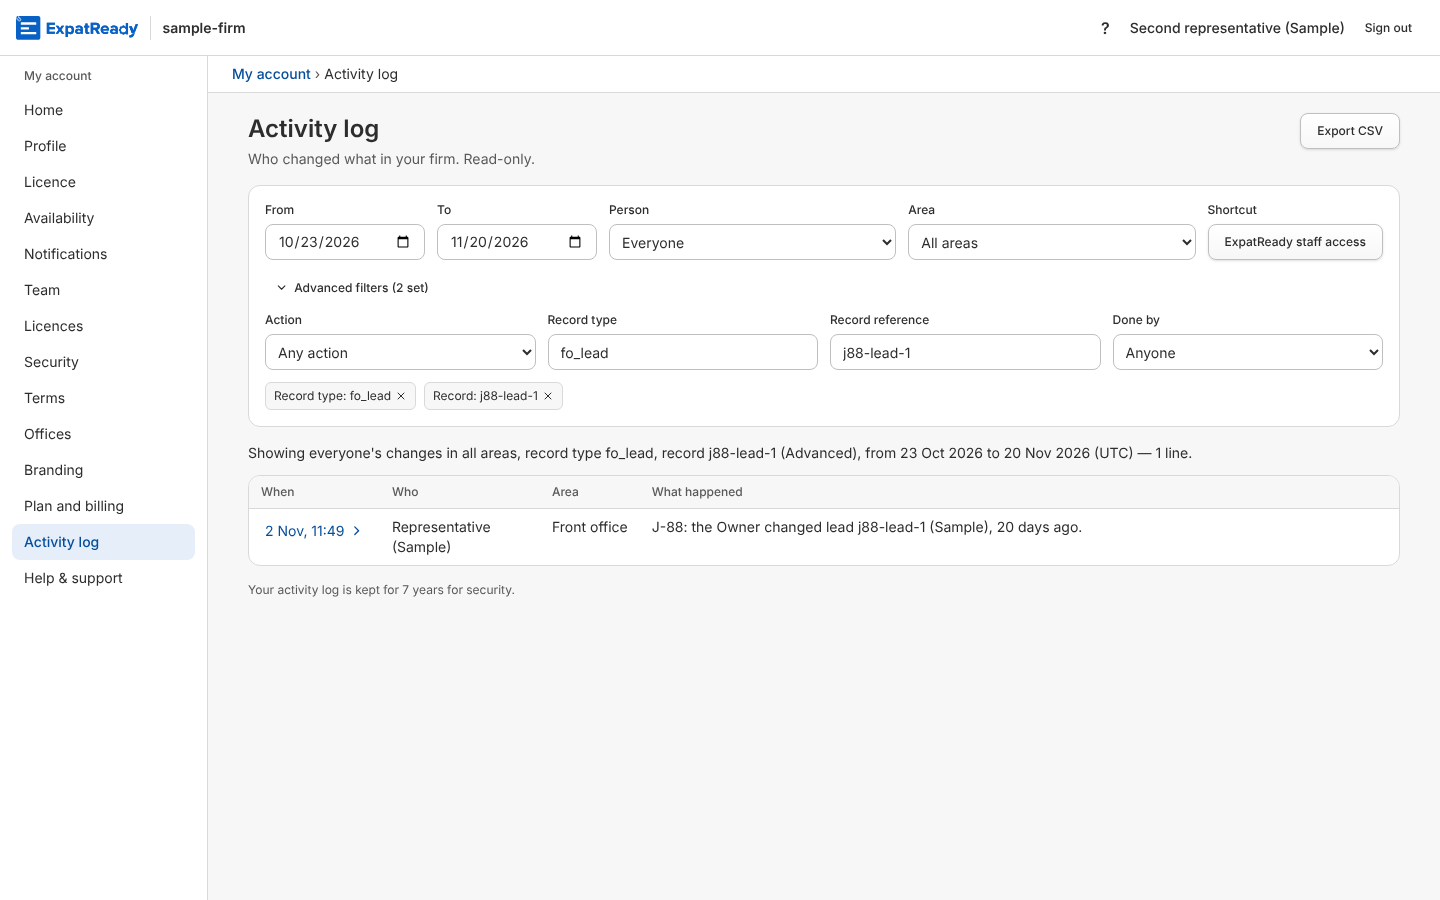 ExpatReady
sample-firm
?
Second representative (Sample)
Sign out
My account
Home
Profile
Licence
Availability
Notifications
Team
Licences
Security
Terms
Offices
Branding
Plan and billing
Activity log
Help & support
My account › Activity log
Activity log
Who changed what in your firm. Read-only.
Export CSV
From
To
Person
Area
Shortcut
10/23/2026
11/20/2026
Everyone
All areas
ExpatReady staff access
Advanced filters (2 set)
Action
Record type
Record reference
Done by
Any action
fo_lead
j88-lead-1
Anyone
Record type: fo_lead ×
Record: j88-lead-1 ×
Showing everyone's changes in all areas, record type fo_lead, record j88-lead-1 (Advanced), from 23 Oct 2026 to 20 Nov 2026 (UTC) — 1 line.
When
Who
Area
What happened
2 Nov, 11:49
Representative
(Sample)
Front office
J-88: the Owner changed lead j88-lead-1 (Sample), 20 days ago.
Your activity log is kept for 7 years for security.